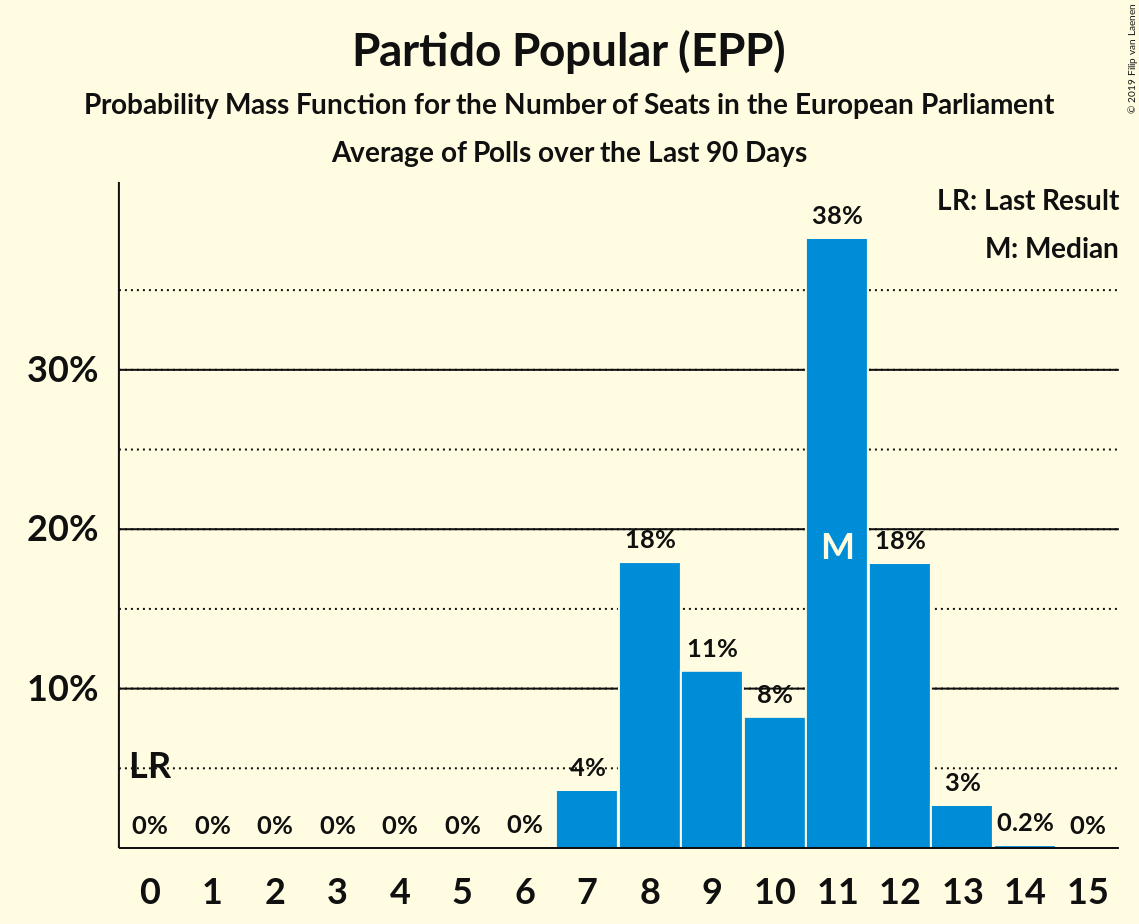 Partido Popular (EPP)
Probability Mass Function for the Number of Seats in the European Parliament
Average of Polls over the Last 90 Days
© 2019 Filip van Laenen
LR: Last Result
M: Median
38%
30%
20%
18%
M
18%
11%
10%
8%
LR
4%
3%
0% 0% 0% 0% 0% 0% 0% 0.2% 0%
0 1 2 3 4 5 6 7 8 9 10 11 12 13 14 15